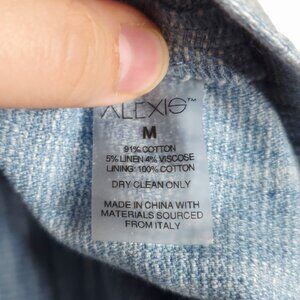 ALEXIS™
M
91% COTTON
5% LINEN 4% VISCOSE
LINING: 100% COTTON
DRY CLEAN ONLY
MADE IN CHINA WITH
MATERIALS SOURCED
FROM ITALY